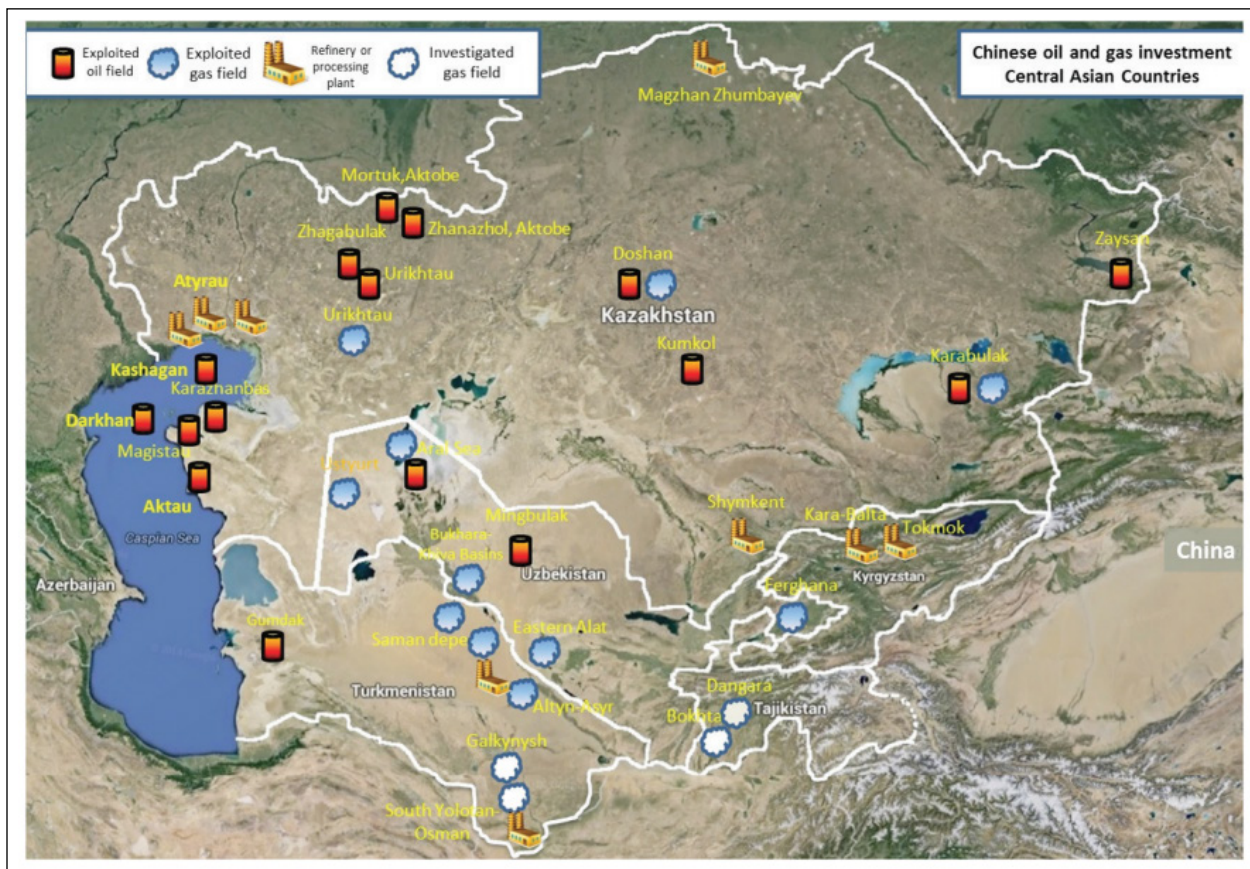 Exploited
oil field
Exploited
gas field
Refinery or
processing
plant
Investigated
gas field
Chinese oil and gas investment
Central Asian Countries
Magzhan Zhumbayev
Mortuk,Aktobe
Zhanazhol, Aktobe
Zhagabulak
Urikhtau
Zaysan
Doshan
Atyrau
Urikhtau
Kazakhstan
Kumkol
Karabulak
Kashagan
Karazhanbas
Darkhan
Magistau
Aral Sea
Aktau
Mingbulak
Shymkent
Kara-Balta
Tokmok
Caspian Sea
Bukhara-
Khiva Basins
Uzbekistan
Kyrgyzstan
China
Azerbaijan
Ferghana
Gumdak
Saman depe
Eastern Alat
Turkmenistan
Altyn-Asyr
Dangara
Tajikistan
Bokhta
Galkynysh
South Yolotan-
Osman